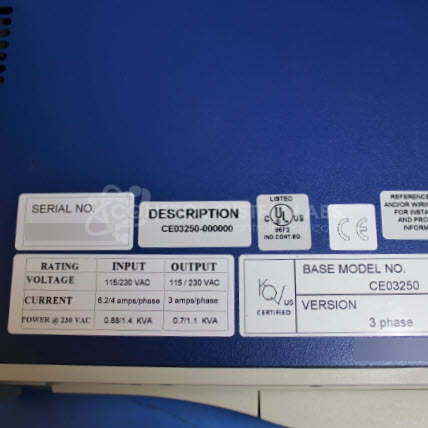 SERIAL NO.
DESCRIPTION
CE03250-000000
LISTED
C UL US
IND.CONT.EQ.
CE
REFERENCE
AND/OR WIRIN
FOR INSTA
AND PRO
INFORM
RATING INPUT OUTPUT
VOLTAGE 115/230 VAC 115 / 230 VAC
CURRENT 6.2/4 amps/phase 3 amps/phase
POWER @ 230 VAC 0.88/1.4 KVA 0.7/1.1 KVA
US
CERTIFIED
BASE MODEL NO.
CE03250
VERSION
3 phase